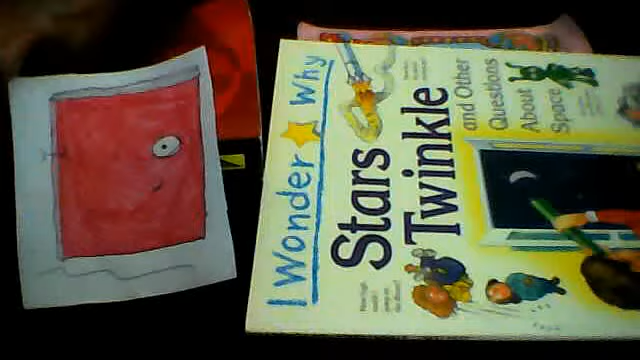 I Wonder Why
Stars
Twinkle
and Other
Questions
About
Space